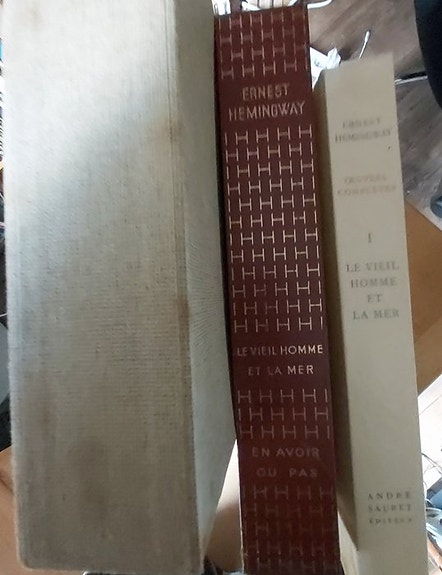 ERNEST
HEMINGWAY
LE VIEIL HOMME
ET LA MER
EN AVOIR
OU PAS
ERNEST
HEMINGWAY
ŒUVRES
COMPLETES
I
LE VIEIL
HOMME
ET
LA MER
ANDRÉ
SAURET
ÉDITEUR